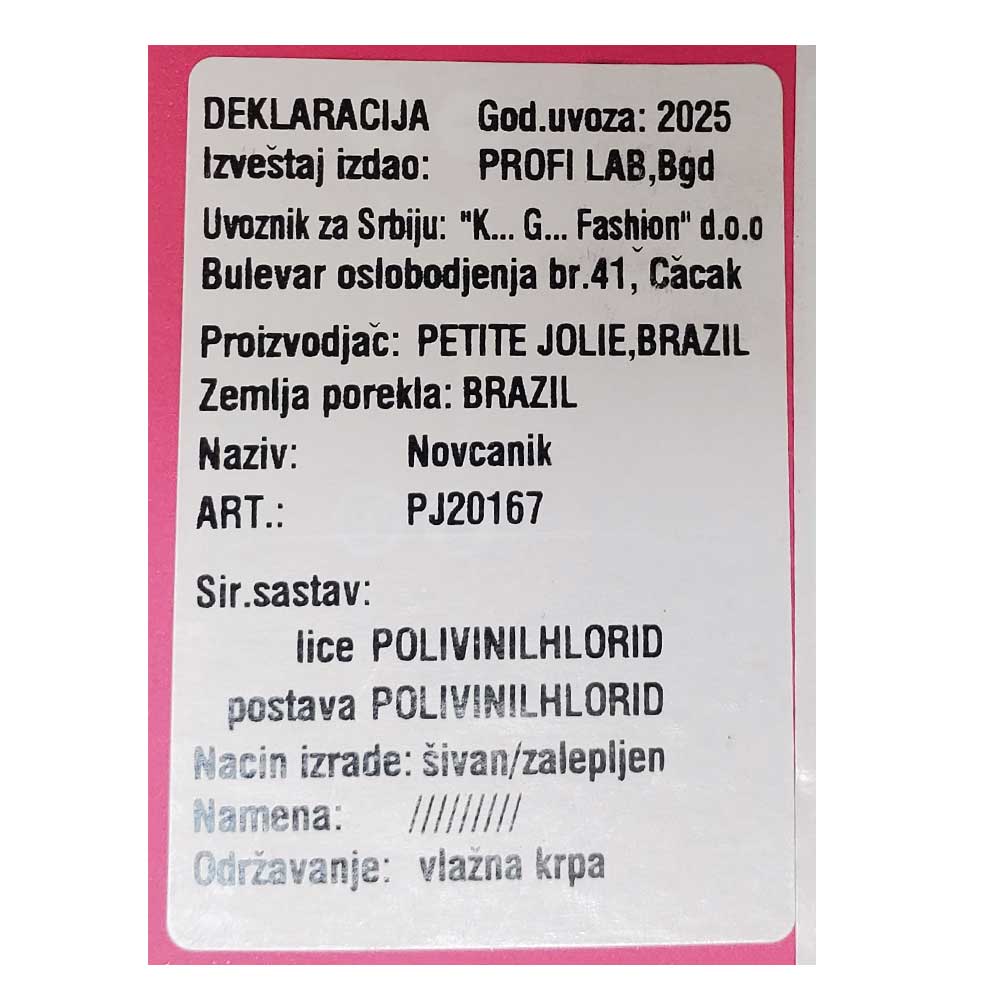 DEKLARACIJA God.uvoza: 2025
Izveštaj izdao: PROFI LAB,Bgd
Uvoznik za Srbiju: "K... G... Fashion" d.o.o
Bulevar oslobodjenja br.41, Čăcak
Proizvodjač: PETITE JOLIE,BRAZIL
Zemlja porekla: BRAZIL
Naziv: Novcanik
ART.: PJ20167
Sir.sastav:
lice POLIVINILHLORID
postava POLIVINILHLORID
Nacin izrade: šivan/zalepljen
Namena: /////////
Održavanje: vlažna krpa